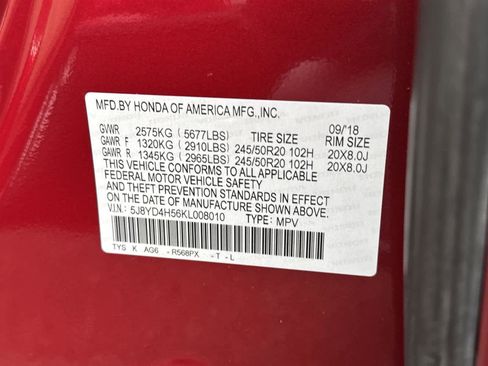 MFD.BY HONDA OF AMERICA MFG.,INC.
09/'18
GVWR 2575KG (5677LBS) TIRE SIZE RIM SIZE
GAWR F 1320KG (2910LBS) 245/50R20 102H 20X8.0J
GAWR R 1345KG (2965LBS) 245/50R20 102H 20X8.0J
THIS VEHICLE CONFORMS TO ALL APPLICABLE
FEDERAL MOTOR VEHICLE SAFETY
AND THEFT PREVENTION STANDARDS IN EFFECT
ON THE DATE OF MANUFACTURE SHOWN ABOVE.
V.I.N.: 5J8YD4H56KL008010 TYPE: MPV
TYS K AG6 - R568PX - T - L